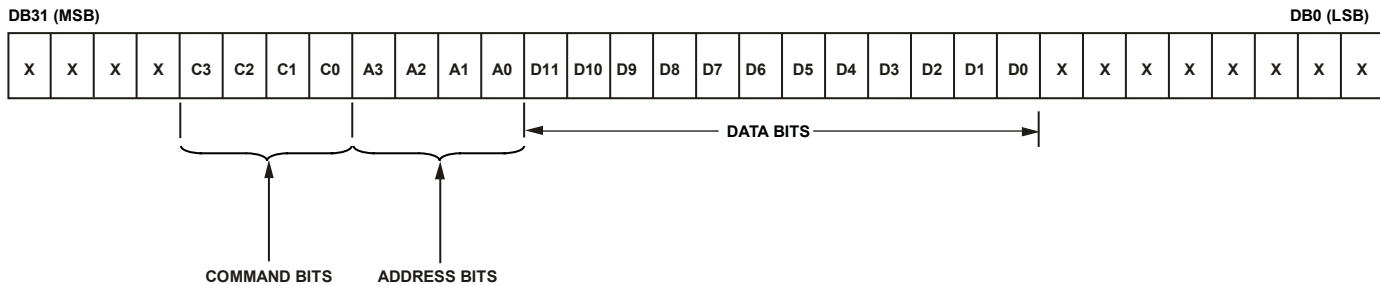 DB31 (MSB) DB0 (LSB)
X X X X C3 C2 C1 C0 A3 A2 A1 A0 D11 D10 D9 D8 D7 D6 D5 D4 D3 D2 D1 D0 X X X X X X X X
DATA BITS
COMMAND BITS ADDRESS BITS